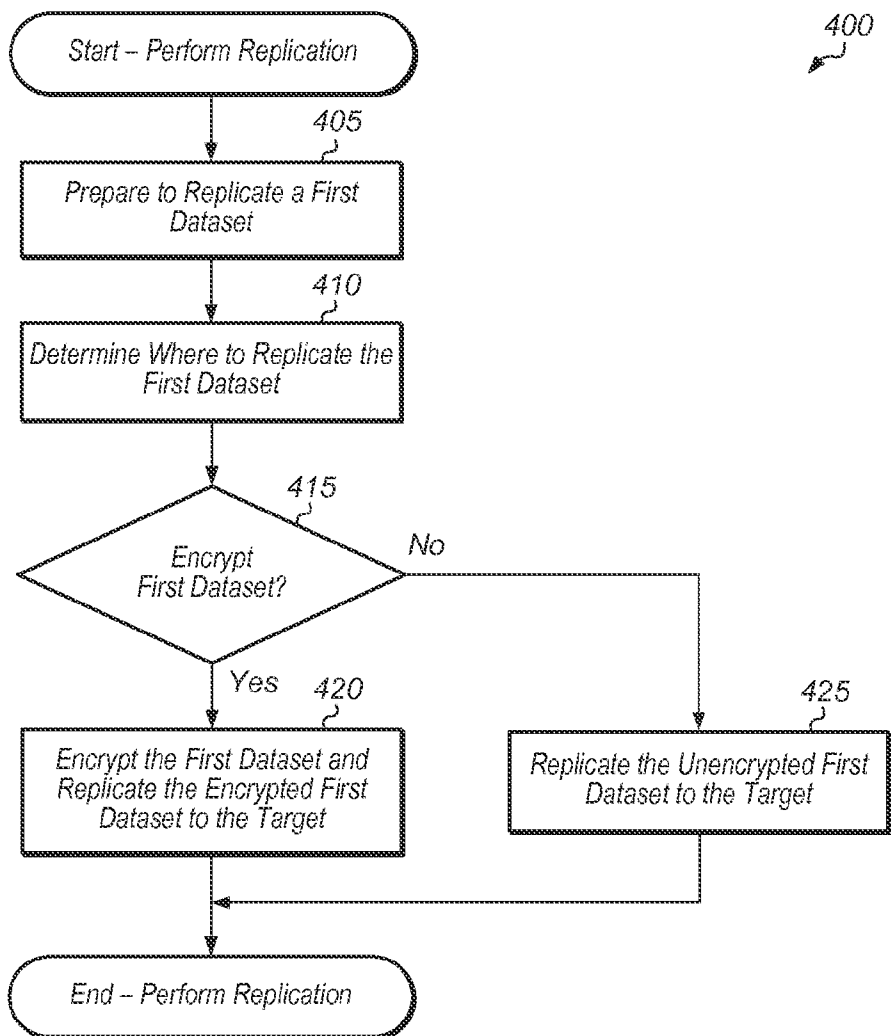 400
Start – Perform Replication
405
Prepare to Replicate a First
Dataset
410
Determine Where to Replicate the
First Dataset
415
Encrypt
First Dataset?
No
Yes
420
Encrypt the First Dataset and
Replicate the Encrypted First
Dataset to the Target
425
Replicate the Unencrypted First
Dataset to the Target
End – Perform Replication